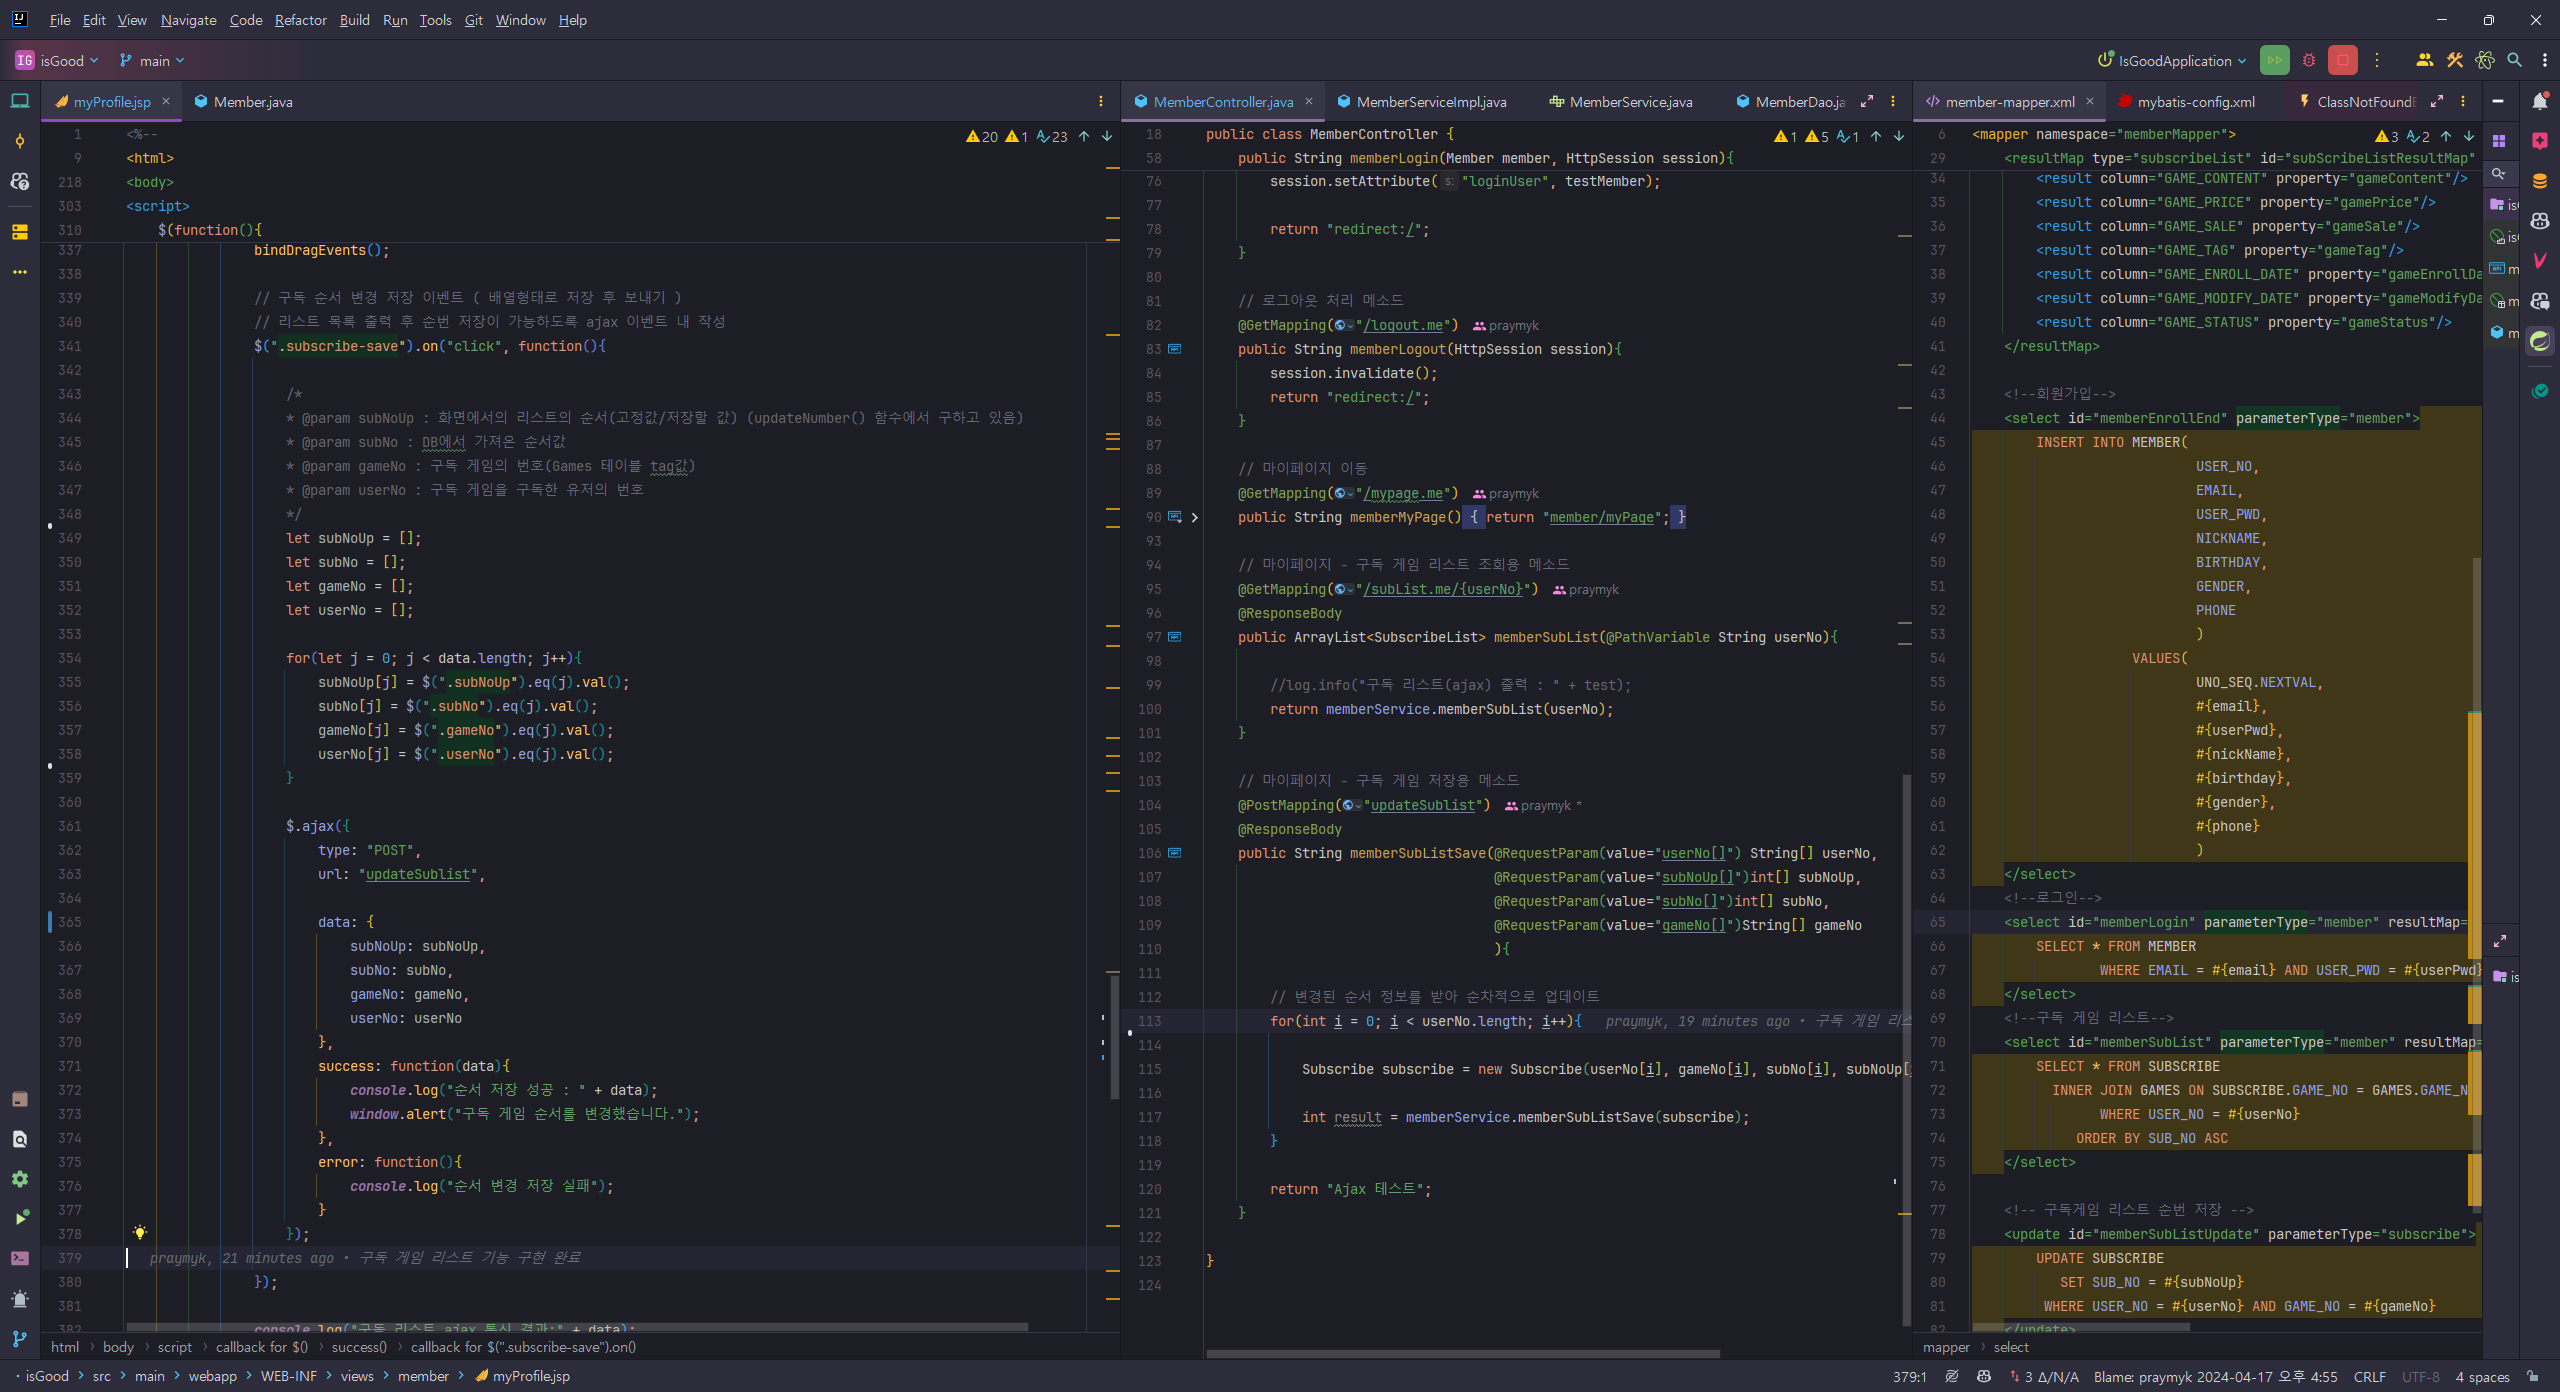 File Edit View Navigate Code Refactor Build Run Tools Git Window Help
IG isGood main IsGoodApplication
myProfile.jsp Member.java
20 1 23
1 <%--
9 <html>
218 <body>
303 <script>
310 $(function(){
337 bindDragEvents();
338
339 // 구독 순서 변경 저장 이벤트 ( 배열형태로 저장 후 보내기 )
340 // 리스트 목록 출력 후 순번 저장이 가능하도록 ajax 이벤트 내 작성
341 $(".subscribe-save").on("click", function(){
342
343 /*
344 * @param subNoUp : 화면에서의 리스트의 순서(고정값/저장할 값) (updateNumber() 함수에서 구하고 있음)
345 * @param subNo : DB에서 가져온 순서값
346 * @param gameNo : 구독 게임의 번호(Games 테이블 tag값)
347 * @param userNo : 구독 게임을 구독한 유저의 번호
348 */
349 let subNoUp = [];
350 let subNo = [];
351 let gameNo = [];
352 let userNo = [];
353
354 for(let j = 0; j < data.length; j++){
355 subNoUp[j] = $(".subNoUp").eq(j).val();
356 subNo[j] = $(".subNo").eq(j).val();
357 gameNo[j] = $(".gameNo").eq(j).val();
358 userNo[j] = $(".userNo").eq(j).val();
359 }
360
361 $.ajax({
362 type: "POST",
363 url: "updateSublist",
364
365 data: {
366 subNoUp: subNoUp,
367 subNo: subNo,
368 gameNo: gameNo,
369 userNo: userNo
370 },
371 success: function(data){
372 console.log("순서 저장 성공 : " + data);
373 window.alert("구독 게임 순서를 변경했습니다.");
374 },
375 error: function(){
376 console.log("순서 변경 저장 실패");
377 }
378 });
379 praymyk, 21 minutes ago • 구독 게임 리스트 기능 구현 완료
380 });
381
382 console.log("구독 리스트 ajax 통신 결과:" + data);
html body script callback for $() success() callback for $(".subscribe-save").on()
MemberController.java MemberServiceImpl.java MemberService.java MemberDao.ja
1 5 1
18 public class MemberController {
58 public String memberLogin(Member member, HttpSession session){
76 session.setAttribute( s: "loginUser", testMember);
77
78 return "redirect:/";
79 }
80
81 // 로그아웃 처리 메소드
82 @GetMapping("/logout.me") praymyk
83 public String memberLogout(HttpSession session){
84 session.invalidate();
85 return "redirect:/";
86 }
87
88 // 마이페이지 이동
89 @GetMapping("/mypage.me") praymyk
90 public String memberMyPage() { return "member/myPage"; }
93
94 // 마이페이지 - 구독 게임 리스트 조회용 메소드
95 @GetMapping("/subList.me/{userNo}") praymyk
96 @ResponseBody
97 public ArrayList<SubscribeList> memberSubList(@PathVariable String userNo){
98
99 //log.info("구독 리스트(ajax) 출력 : " + test);
100 return memberService.memberSubList(userNo);
101 }
102
103 // 마이페이지 - 구독 게임 저장용 메소드
104 @PostMapping("updateSublist") praymyk *
105 @ResponseBody
106 public String memberSubListSave(@RequestParam(value="userNo[]") String[] userNo,
107 @RequestParam(value="subNoUp[]")int[] subNoUp,
108 @RequestParam(value="subNo[]")int[] subNo,
109 @RequestParam(value="gameNo[]")String[] gameNo
110 ){
111
112 // 변경된 순서 정보를 받아 순차적으로 업데이트
113 for(int i = 0; i < userNo.length; i++){ praymyk, 19 minutes ago • 구독 게임 리스
114
115 Subscribe subscribe = new Subscribe(userNo[i], gameNo[i], subNo[i], subNoUp[
116
117 int result = memberService.memberSubListSave(subscribe);
118 }
119
120 return "Ajax 테스트";
121 }
122
123 }
124
member-mapper.xml mybatis-config.xml ClassNotFoundE
3 2
6 <mapper namespace="memberMapper">
29 <resultMap type="subscribeList" id="subScribeListResultMap"
34 <result column="GAME_CONTENT" property="gameContent"/>
35 <result column="GAME_PRICE" property="gamePrice"/>
36 <result column="GAME_SALE" property="gameSale"/>
37 <result column="GAME_TAG" property="gameTag"/>
38 <result column="GAME_ENROLL_DATE" property="gameEnrollDa
39 <result column="GAME_MODIFY_DATE" property="gameModifyDa
40 <result column="GAME_STATUS" property="gameStatus"/>
41 </resultMap>
42
43 <!--회원가입-->
44 <select id="memberEnrollEnd" parameterType="member">
45 INSERT INTO MEMBER(
46 USER_NO,
47 EMAIL,
48 USER_PWD,
49 NICKNAME,
50 BIRTHDAY,
51 GENDER,
52 PHONE
53 )
54 VALUES(
55 UNO_SEQ.NEXTVAL,
56 #{email},
57 #{userPwd},
58 #{nickName},
59 #{birthday},
60 #{gender},
61 #{phone}
62 )
63 </select>
64 <!--로그인-->
65 <select id="memberLogin" parameterType="member" resultMap=
66 SELECT * FROM MEMBER
67 WHERE EMAIL = #{email} AND USER_PWD = #{userPwd}
68 </select>
69 <!--구독 게임 리스트-->
70 <select id="memberSubList" parameterType="member" resultMap=
71 SELECT * FROM SUBSCRIBE
72 INNER JOIN GAMES ON SUBSCRIBE.GAME_NO = GAMES.GAME_N
73 WHERE USER_NO = #{userNo}
74 ORDER BY SUB_NO ASC
75 </select>
76
77 <!-- 구독게임 리스트 순번 저장 -->
78 <update id="memberSubListUpdate" parameterType="subscribe">
79 UPDATE SUBSCRIBE
80 SET SUB_NO = #{subNoUp}
81 WHERE USER_NO = #{userNo} AND GAME_NO = #{gameNo}
82 </update>
mapper select
isGood src main webapp WEB-INF views member myProfile.jsp
379:1 3 Δ/N/A Blame: praymyk 2024-04-17 오후 4:55 CRLF UTF-8 4 spaces